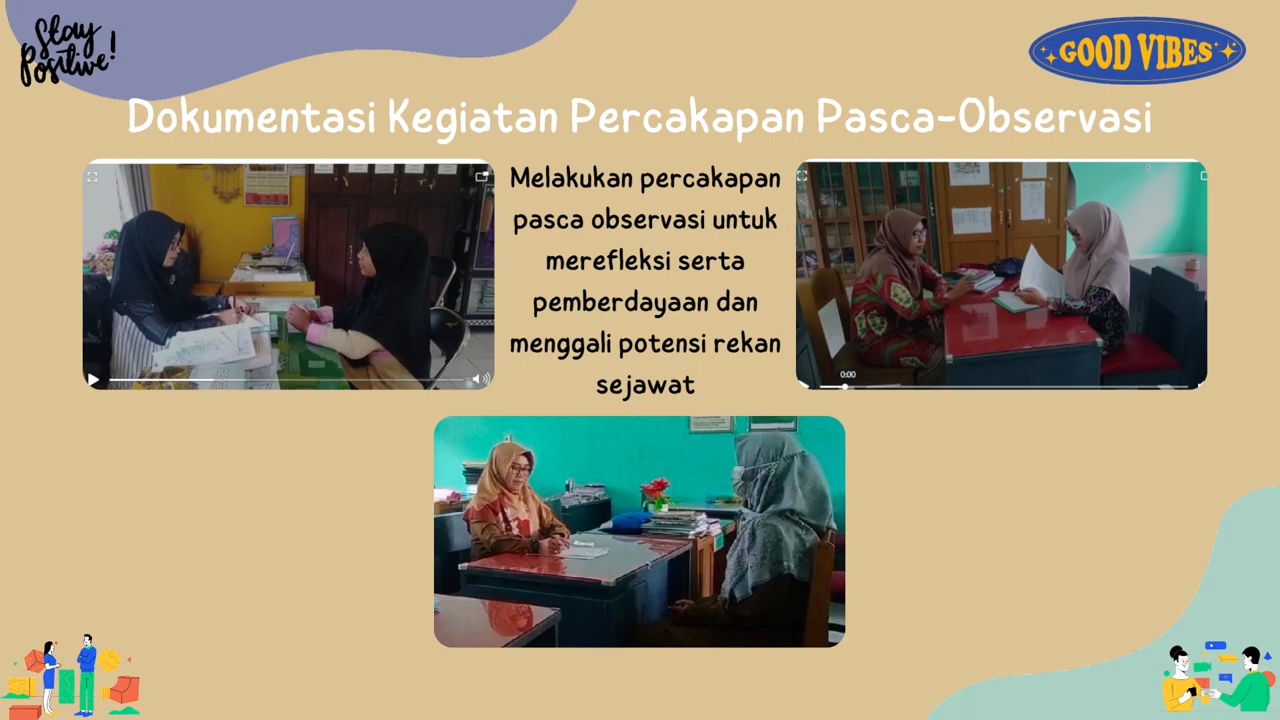 Stay
Positive!
GOOD VIBES
Dokumentasi Kegiatan Percakapan Pasca-Observasi
Melakukan percakapan
pasca observasi untuk
merefleksi serta
pemberdayaan dan
menggali potensi rekan
sejawat
0:00